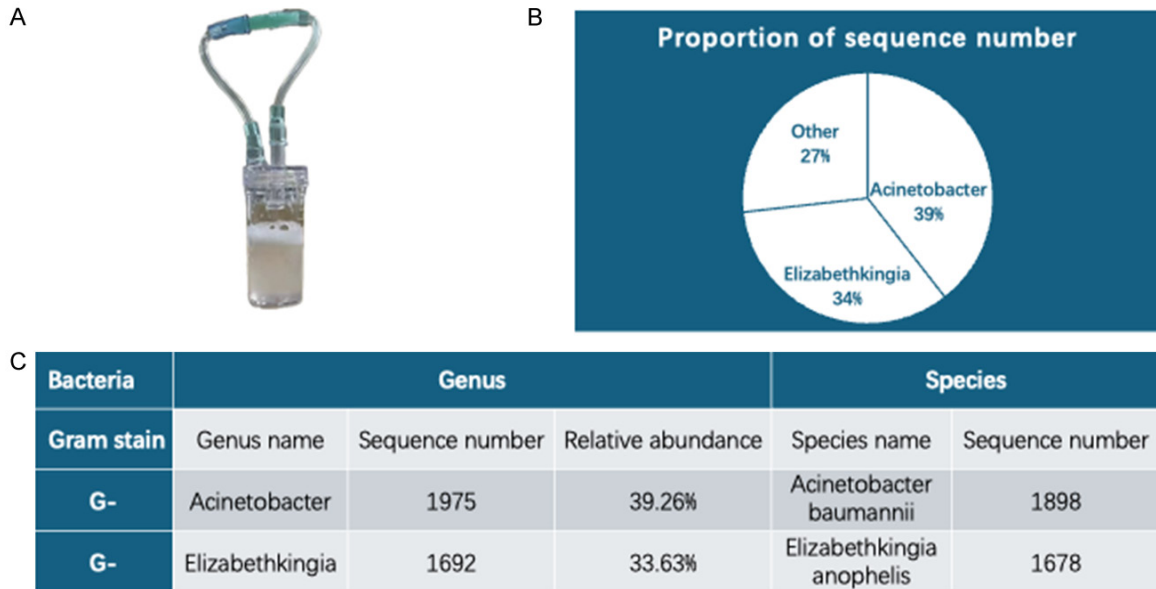 A
B
Proportion of sequence number
Other
27%
Acinetobacter
39%
Elizabethkingia
34%
C
Bacteria Genus Species
Gram stain Genus name Sequence number Relative abundance Species name Sequence number
G- Acinetobacter 1975 39.26% Acinetobacter baumannii 1898
G- Elizabethkingia 1692 33.63% Elizabethkingia anophelis 1678